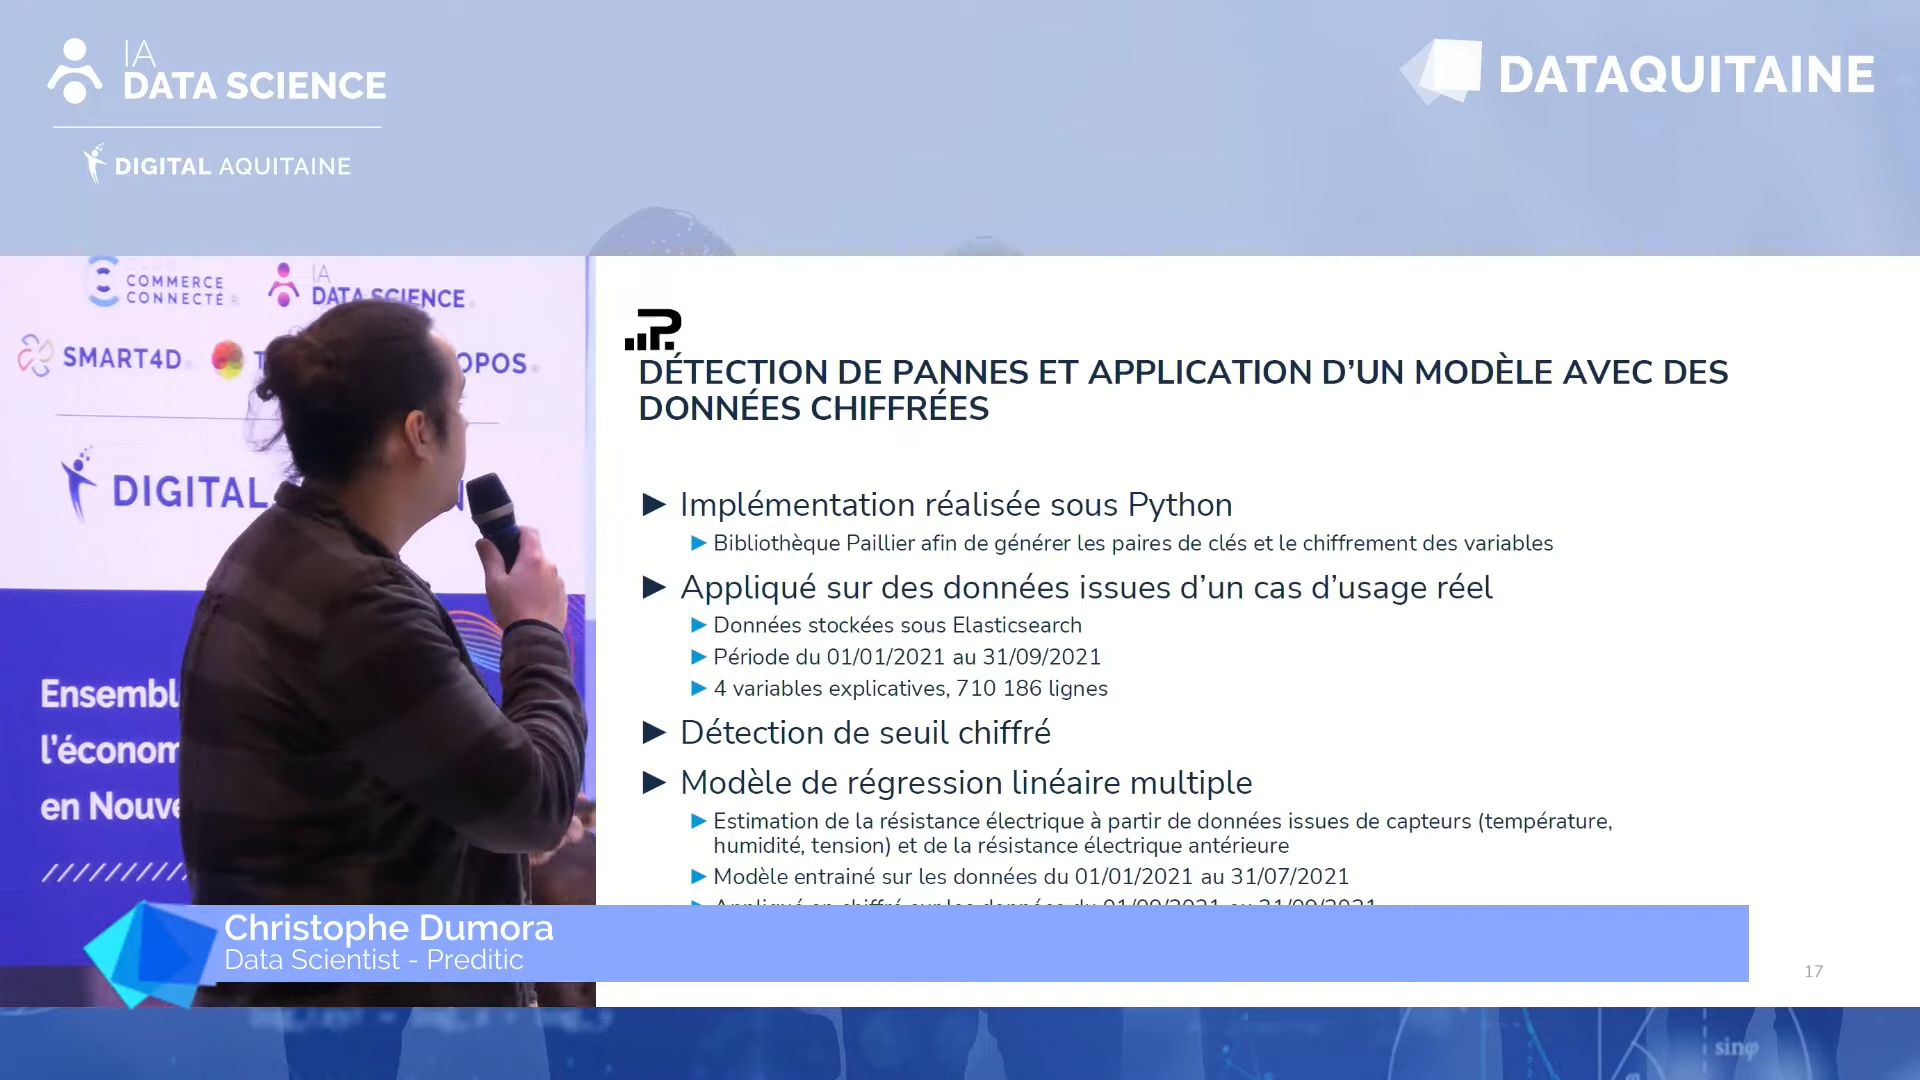 IA
DATA SCIENCE
DIGITAL AQUITAINE
DATAQUITAINE
COMMERCE
CONNECTÉ
IA
DATA SCIENCE
SMART4D
OPOS
DIGITAL
Ensembl
l'économ
en Nouve
DÉTECTION DE PANNES ET APPLICATION D'UN MODÈLE AVEC DES
DONNÉES CHIFFRÉES
► Implémentation réalisée sous Python
► Bibliothèque Paillier afin de générer les paires de clés et le chiffrement des variables
► Appliqué sur des données issues d'un cas d'usage réel
► Données stockées sous Elasticsearch
► Période du 01/01/2021 au 31/09/2021
► 4 variables explicatives, 710 186 lignes
► Détection de seuil chiffré
► Modèle de régression linéaire multiple
► Estimation de la résistance électrique à partir de données issues de capteurs (température,
humidité, tension) et de la résistance électrique antérieure
► Modèle entrainé sur les données du 01/01/2021 au 31/07/2021
Christophe Dumora
Data Scientist - Preditic
17
sinφ